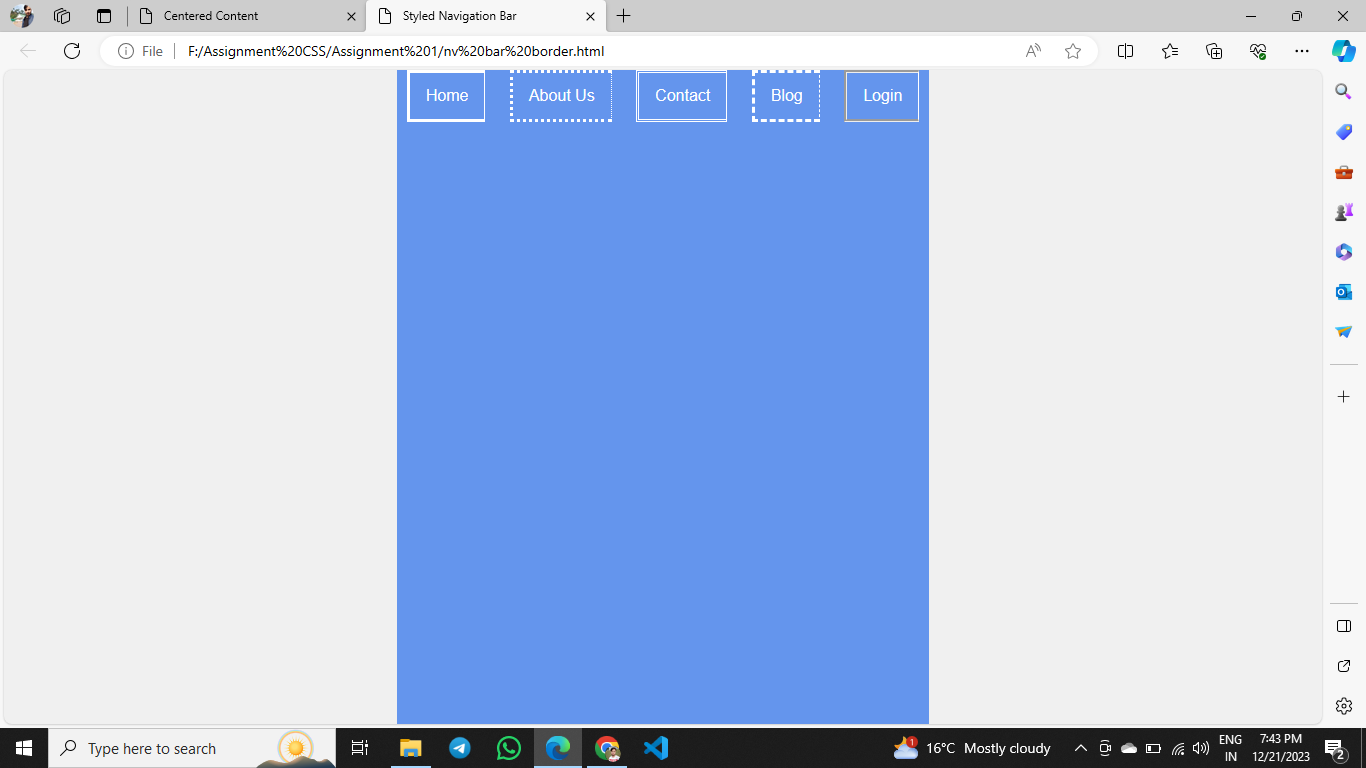 Centered Content
Styled Navigation Bar
File
F:/Assignment%20CSS/Assignment%201/nv%20bar%20border.html
Home
About Us
Contact
Blog
Login
Type here to search
1
16°C Mostly cloudy
ENG
IN
7:43 PM
12/21/2023
2